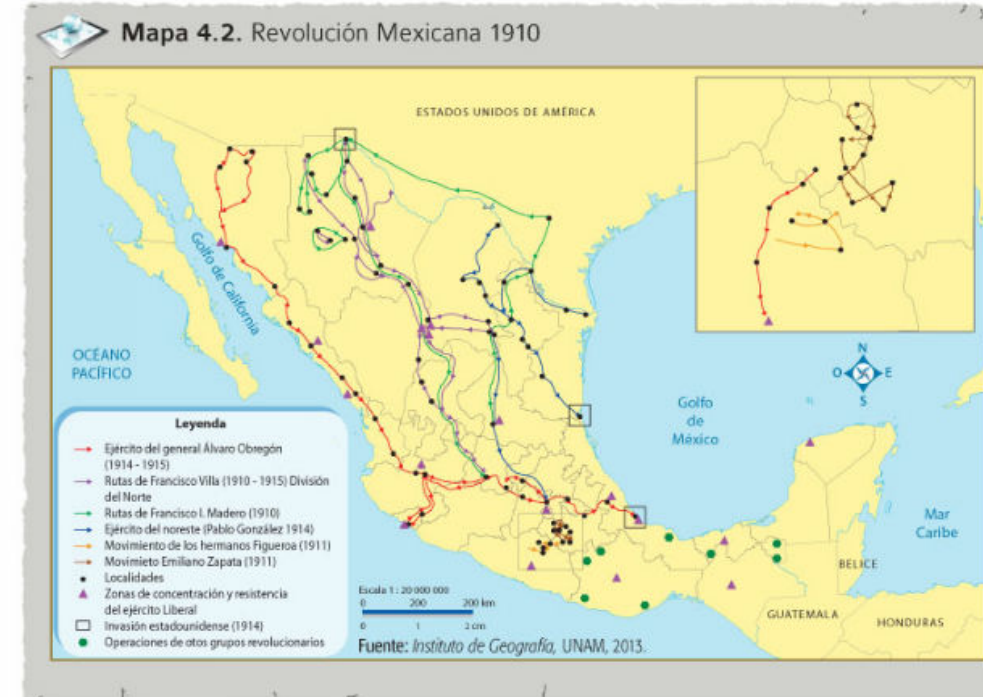 Mapa 4.2. Revolución Mexicana 1910
ESTADOS UNIDOS DE AMÉRICA
Golfo de California
OCÉANO
PACÍFICO
N
O
E
S
Golfo
de
México
Mar
Caribe
BELICE
GUATEMALA
HONDURAS
Leyenda
Ejército del general Álvaro Obregón
(1914 - 1915)
Rutas de Francisco Villa (1910 - 1915) División
del Norte
Rutas de Francisco I. Madero (1910)
Ejército del noreste (Pablo González 1914)
Movimiento de los hermanos Figueroa (1911)
Movimieto Emiliano Zapata (1911)
Localidades
Zonas de concentración y resistencia
del ejército Liberal
Invasión estadounidense (1914)
Operaciones de otos grupos revolucionarios
Escala 1 : 20 000 000
0 200 200 km
0 1 2 cm
Fuente: Instituto de Geografía, UNAM, 2013.